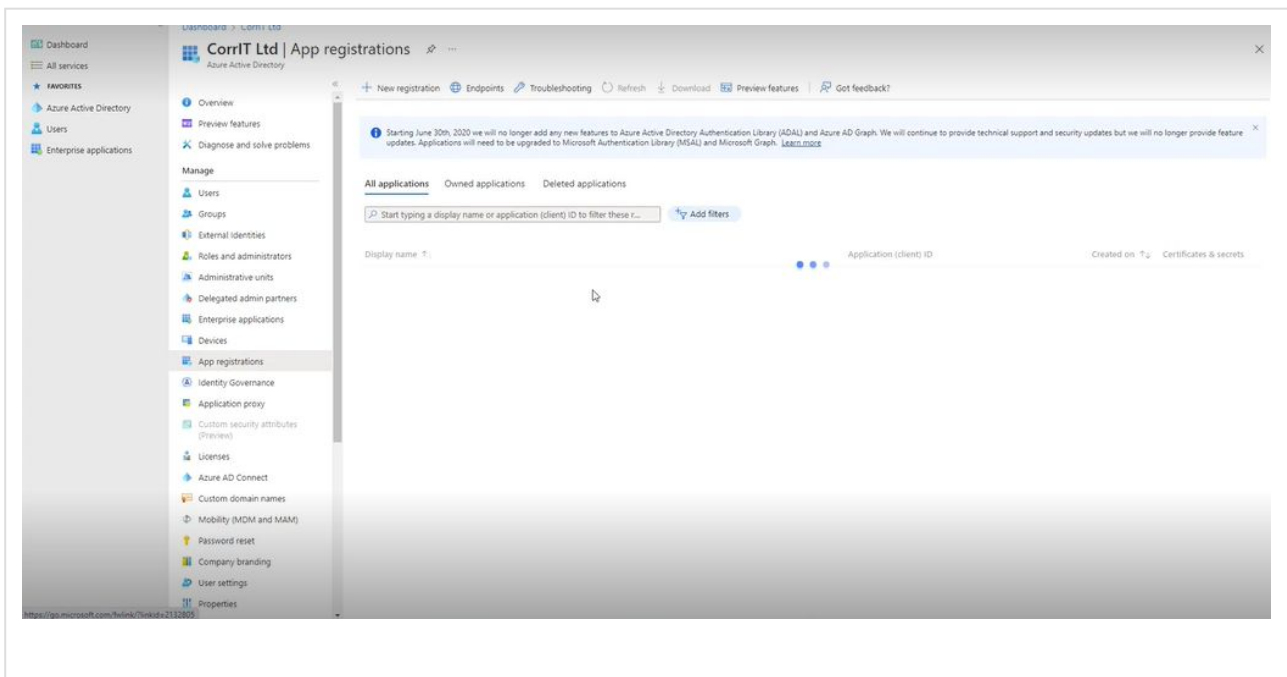 Dashboard > CorrIT Ltd
Dashboard
All services
FAVORITES
Azure Active Directory
Users
Enterprise applications
CorrIT Ltd | App registrations
Azure Active Directory
Overview
Preview features
Diagnose and solve problems
Manage
Users
Groups
External Identities
Roles and administrators
Administrative units
Delegated admin partners
Enterprise applications
Devices
App registrations
Identity Governance
Application proxy
Custom security attributes
(Preview)
Licenses
Azure AD Connect
Custom domain names
Mobility (MDM and MAM)
Password reset
Company branding
User settings
Properties
New registration Endpoints Troubleshooting Refresh Download Preview features Got feedback?
Starting June 30th, 2020 we will no longer add any new features to Azure Active Directory Authentication Library (ADAL) and Azure AD Graph. We will continue to provide technical support and security updates but we will no longer provide feature
updates. Applications will need to be upgraded to Microsoft Authentication Library (MSAL) and Microsoft Graph. Learn more
All applications Owned applications Deleted applications
Start typing a display name or application (client) ID to filter these r...
Add filters
Display name Application (client) ID Created on Certificates & secrets
https://go.microsoft.com/fwlink/?linkid=2132805